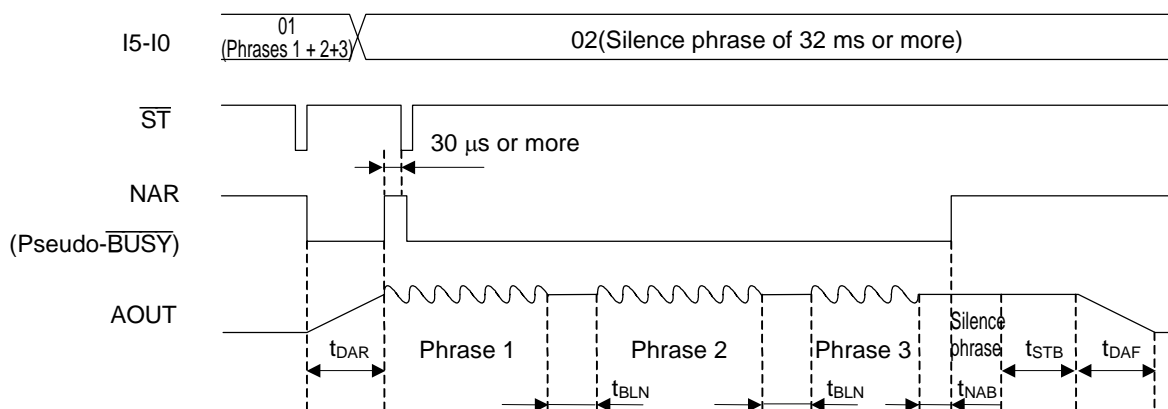 I5-I0
01
(Phrases 1 + 2+3)
02(Silence phrase of 32 ms or more)
ST
30 μs or more
NAR
(Pseudo-BUSY)
AOUT
Silence
phrase
tDAR
Phrase 1
Phrase 2
Phrase 3
tSTB
tDAF
tBLN
tBLN
tNAB